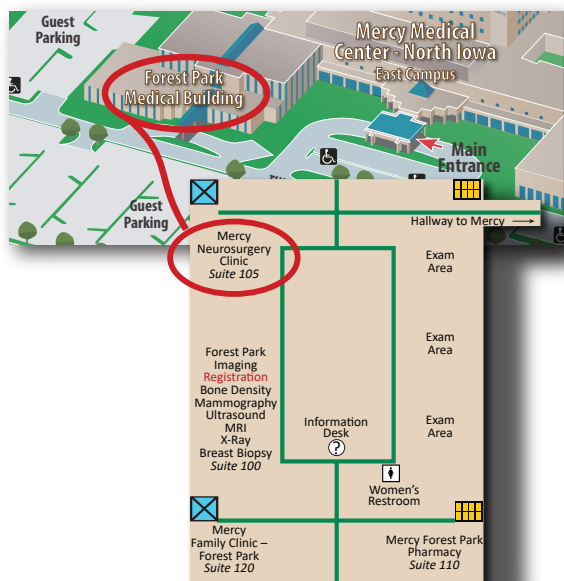 Guest
Parking
Mercy Medical
Center - North Iowa
East Campus
Forest Park
Medical Building
Main
Entrance
Guest
Parking
Hallway to Mercy
Mercy
Neurosurgery
Clinic
Suite 105
Exam
Area
Exam
Area
Forest Park
Imaging
Registration
Bone Density
Mammography
Ultrasound
MRI
X-Ray
Breast Biopsy
Suite 100
Information
Desk
?
Exam
Area
Women's
Restroom
Mercy
Family Clinic –
Forest Park
Suite 120
Mercy Forest Park
Pharmacy
Suite 110